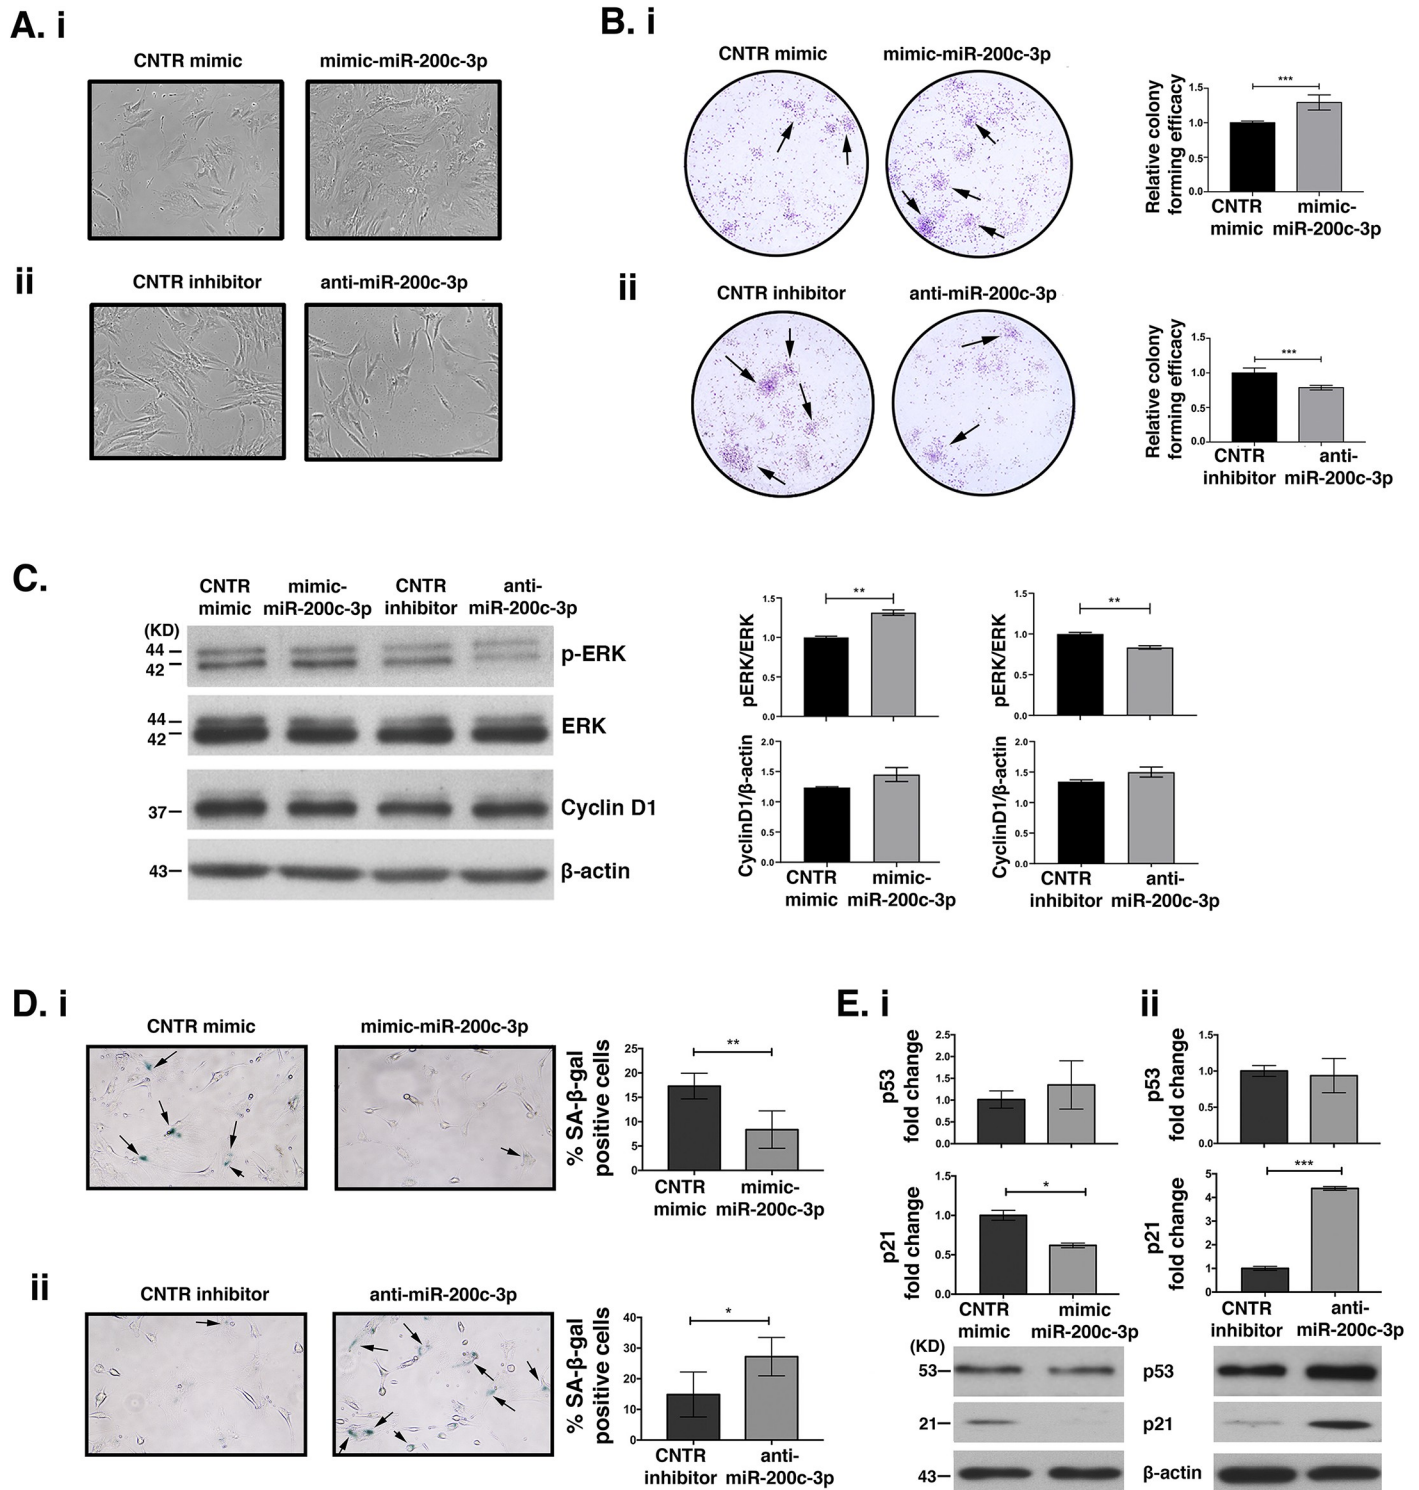 A. i
CNTR mimic
mimic-miR-200c-3p
ii
CNTR inhibitor
anti-miR-200c-3p
B. i
CNTR mimic
mimic-miR-200c-3p
Relative colony
forming efficacy
1.5
1.0
0.5
0.0
***
CNTR
mimic
mimic-
miR-200c-3p
ii
CNTR inhibitor
anti-miR-200c-3p
Relative colony
forming efficacy
1.5
1.0
0.5
0.0
***
CNTR
inhibitor
anti-
miR-200c-3p
C.
CNTR
mimic
mimic-
miR-200c-3p
CNTR
inhibitor
anti-
miR-200c-3p
(KD)
44
42
p-ERK
44
42
ERK
37
Cyclin D1
43
β-actin
pERK/ERK
1.5
1.0
0.5
0.0
**
pERK/ERK
1.5
1.0
0.5
0.0
**
CyclinD1/β-actin
2.0
1.5
1.0
0.5
0.0
CNTR
mimic
mimic-
miR-200c-3p
CyclinD1/β-actin
2.0
1.5
1.0
0.5
0.0
CNTR
inhibitor
anti-
miR-200c-3p
D. i
CNTR mimic
mimic-miR-200c-3p
% SA-β-gal
positive cells
25
20
15
10
5
0
**
CNTR
mimic
mimic-
miR-200c-3p
ii
CNTR inhibitor
anti-miR-200c-3p
% SA-β-gal
positive cells
40
30
20
10
0
*
CNTR
inhibitor
anti-
miR-200c-3p
E. i
p53
fold change
2.5
2.0
1.5
1.0
0.5
0.0
p21
fold change
1.5
1.0
0.5
0.0
*
CNTR
mimic
mimic
miR-200c-3p
ii
p53
fold change
1.5
1.0
0.5
0.0
p21
fold change
5
4
3
2
1
0
***
CNTR
inhibitor
anti-
miR-200c-3p
(KD)
53
p53
21
p21
43
β-actin